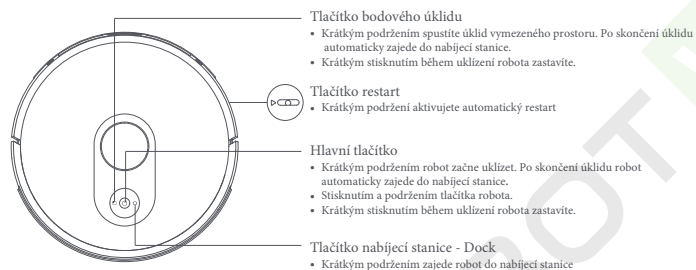 Tlačítko bodového úklidu
• Krátkým podržením spustíte úklid vymezeného prostoru. Po skončení úklidu
automaticky zajede do nabíjecí stanice.
• Krátkým stisknutím během uklízení robota zastavíte.
Tlačítko restart
• Krátkým podržení aktivujete automatický restart
Hlavní tlačítko
• Krátkým podržením robot začne uklízet. Po skončení úklidu robot
automaticky zajede do nabíjecí stanice.
• Stisknutím a podržením tlačítka robota.
• Krátkým stisknutím během uklízení robota zastavíte.
Tlačítko nabíjecí stanice - Dock
• Krátkým podržením zajede robot do nabíjecí stanice